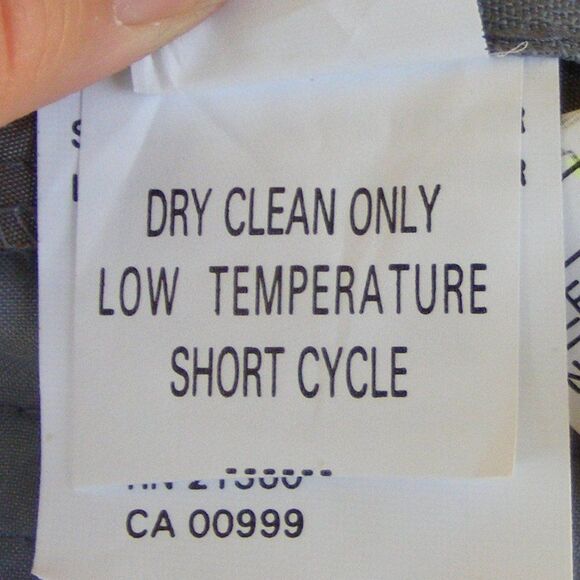 DRY CLEAN ONLY
LOW TEMPERATURE
SHORT CYCLE
CA 00999